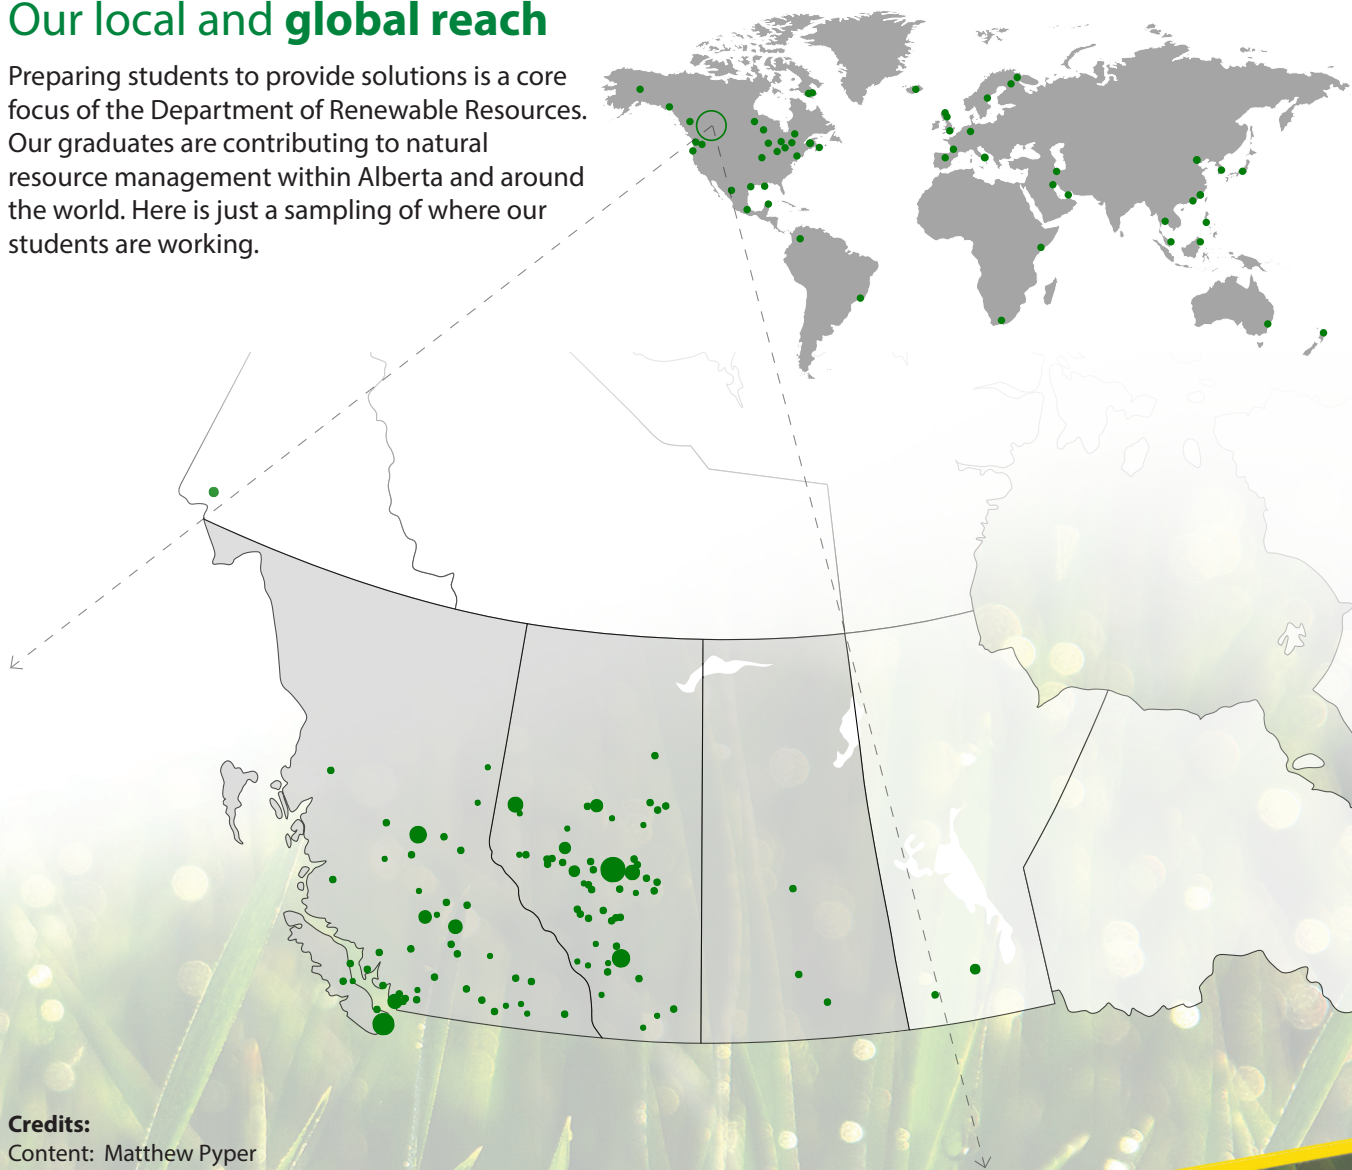 Our local and global reach
Preparing students to provide solutions is a core
focus of the Department of Renewable Resources.
Our graduates are contributing to natural
resource management within Alberta and around
the world. Here is just a sampling of where our
students are working.
Credits:
Content:  Matthew Pyper